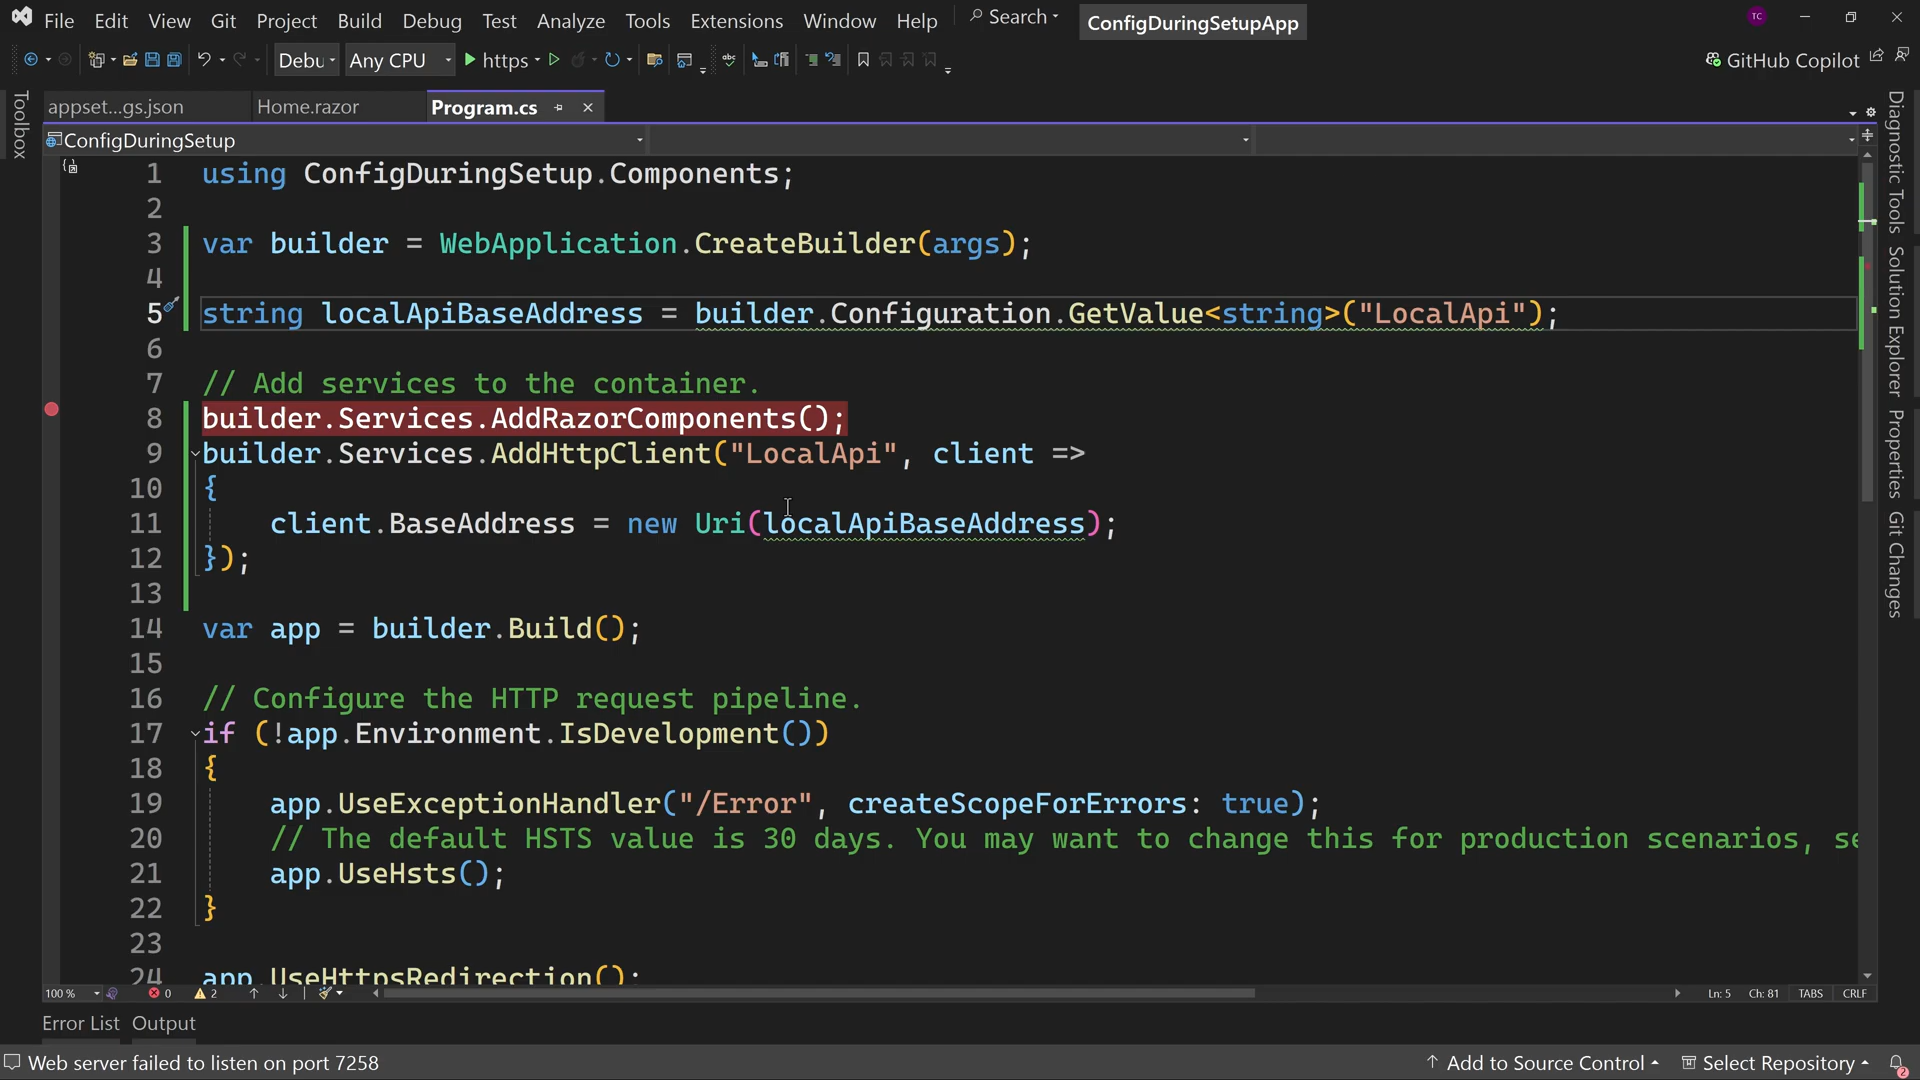 File Edit View Git Project Build Debug Test Analyze Tools Extensions Window Help Search ConfigDuringSetupApp TC
Debu Any CPU https GitHub Copilot
Toolbox
appset...gs.json Home.razor Program.cs
ConfigDuringSetup
1 using ConfigDuringSetup.Components;
2
3 var builder = WebApplication.CreateBuilder(args);
4
5 string localApiBaseAddress = builder.Configuration.GetValue<string>("LocalApi");
6
7 // Add services to the container.
8 builder.Services.AddRazorComponents();
9 builder.Services.AddHttpClient("LocalApi", client =>
10 {
11 client.BaseAddress = new Uri(localApiBaseAddress);
12 });
13
14 var app = builder.Build();
15
16 // Configure the HTTP request pipeline.
17 if (!app.Environment.IsDevelopment())
18 {
19 app.UseExceptionHandler("/Error", createScopeForErrors: true);
20 // The default HSTS value is 30 days. You may want to change this for production scenarios, se
21 app.UseHsts();
22 }
23
24 app.UseHttpsRedirection();
Diagnostic Tools
Solution Explorer
Properties
Git Changes
100 % 0 2 Ln: 5 Ch: 81 TABS CRLF
Error List Output
Web server failed to listen on port 7258 Add to Source Control Select Repository 2